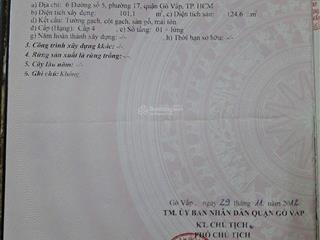 a) Địa chỉ: 6 Đường số 5, phường 17, quận Gò Vấp, TP. HCM
b) Diện tích xây dựng: 101,1 m², c) Diện tích sàn: 124.6 m²
d) Kết cấu: Tường gạch, cột gạch, sàn gỗ, mái tôn
đ) Cấp (Hạng): Cấp 4 e) Số tầng: 01 + lửng
g) Năm hoàn thành xây dựng: -/- h) Thời hạn sở hữu: -/-
3. Công trình xây dựng khác: -/-
4. Rừng sản xuất là rừng trồng: -/-
5. Cây lâu năm: -/-
6. Ghi chú: Không.
Gò Vấp, ngày 29 tháng 11 năm 2012
TM. ỦY BAN NHÂN DÂN QUẬN GÒ VẤP
KT. CHỦ TỊCH
PHÓ CHỦ TỊCH